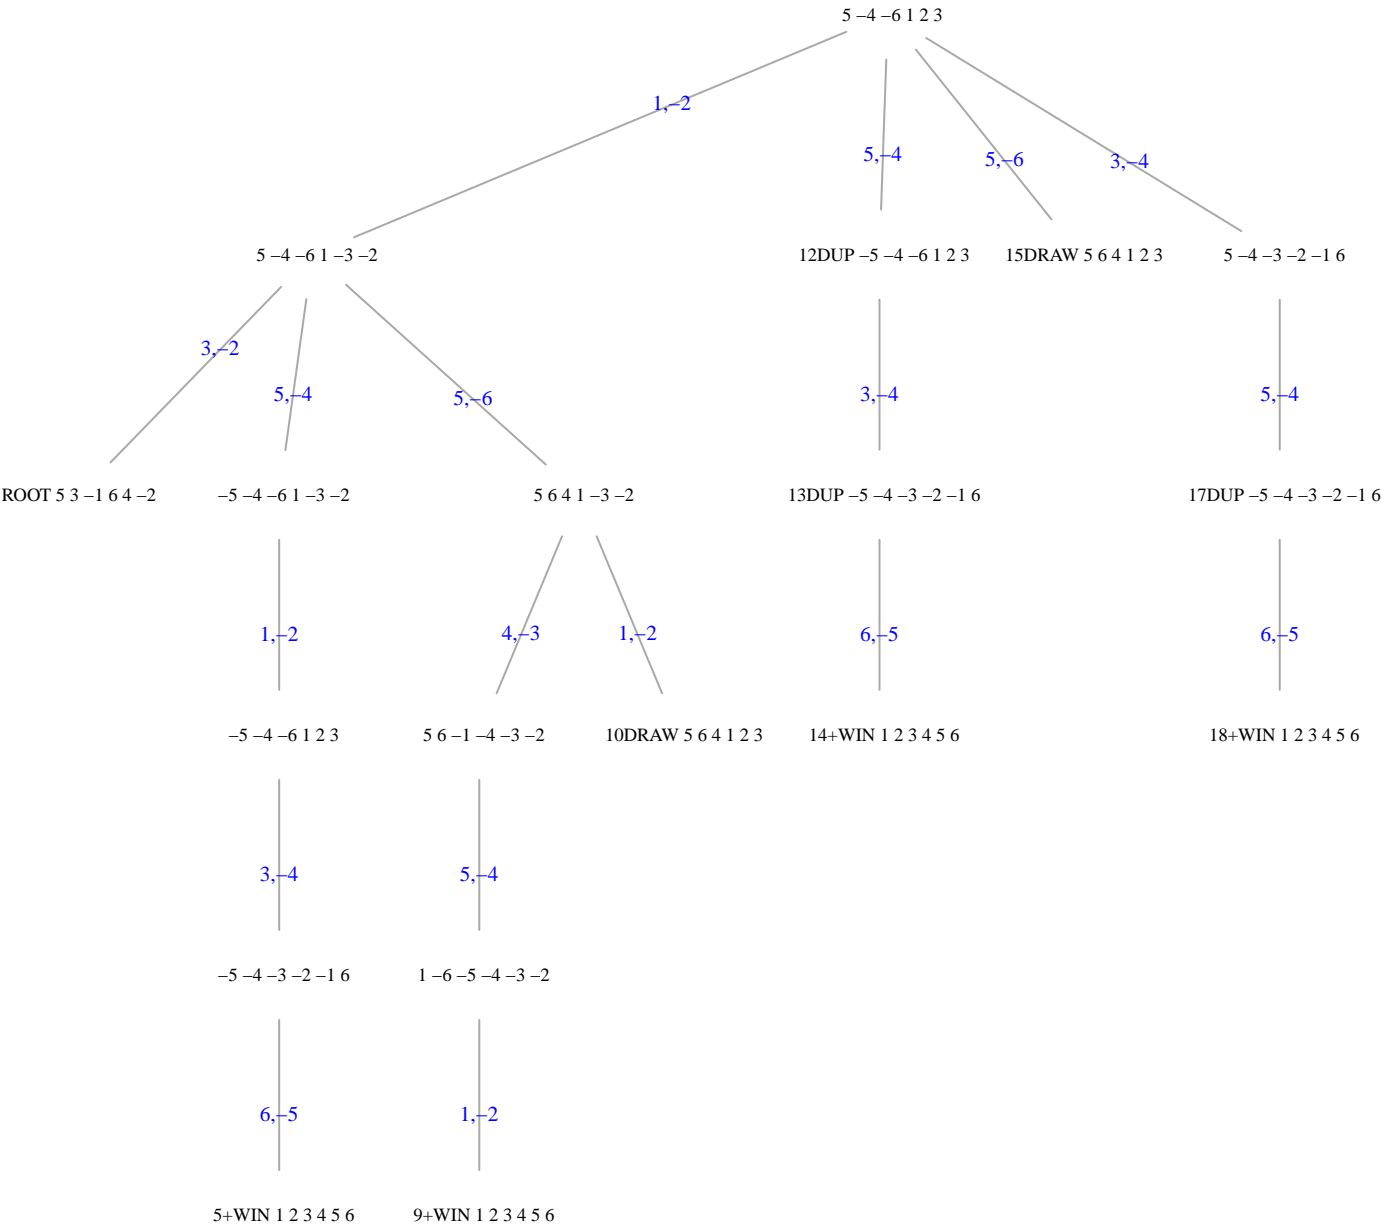 5 –4 –6 1 2 3
1,–2
5,–4
5,–6
3,–4
5 –4 –6 1 –3 –2
12DUP –5 –4 –6 1 2 3
15DRAW 5 6 4 1 2 3
5 –4 –3 –2 –1 6
3,–2
5,–4
5,–6
3,–4
5,–4
ROOT 5 3 –1 6 4 –2
–5 –4 –6 1 –3 –2
5 6 4 1 –3 –2
13DUP –5 –4 –3 –2 –1 6
17DUP –5 –4 –3 –2 –1 6
1,–2
4,–3
1,–2
6,–5
6,–5
–5 –4 –6 1 2 3
5 6 –1 –4 –3 –2
10DRAW 5 6 4 1 2 3
14+WIN 1 2 3 4 5 6
18+WIN 1 2 3 4 5 6
3,–4
5,–4
–5 –4 –3 –2 –1 6
1 –6 –5 –4 –3 –2
6,–5
1,–2
5+WIN 1 2 3 4 5 6
9+WIN 1 2 3 4 5 6